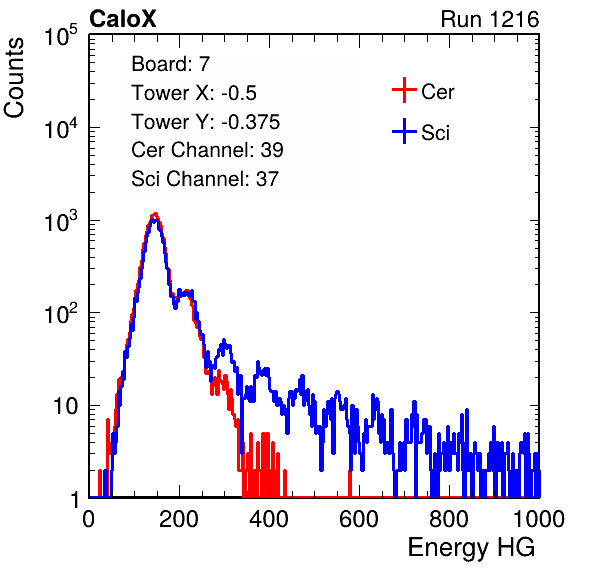 CaloX Run 1216
Counts
10^5
10^4
10^3
10^2
10
1
Board: 7
Tower X: -0.5
Tower Y: -0.375
Cer Channel: 39
Sci Channel: 37
Cer
Sci
0 200 400 600 800 1000
Energy HG